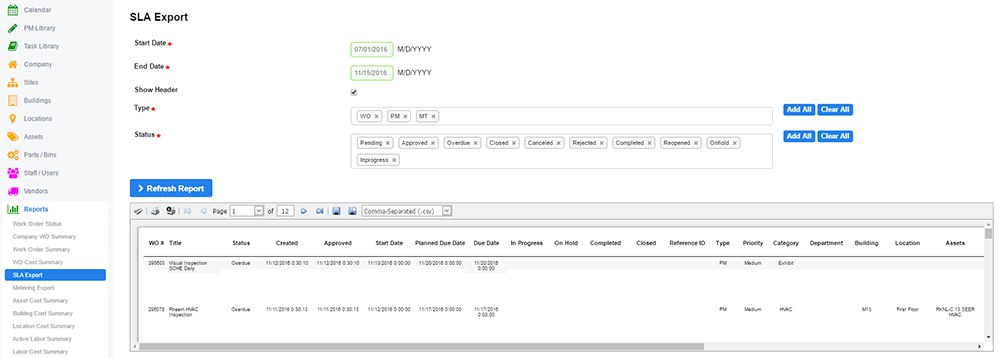 Calendar
PM Library
Task Library
Company
Sites
Buildings
Locations
Assets
Parts / Bins
Staff / Users
Vendors
Reports
Work Order Status
Company WO Summary
Work Order Summary
WO Cost Summary
SLA Export
Metering Export
Asset Cost Summary
Building Cost Summary
Location Cost Summary
Active Labor Summary
Labor Cost Summary
SLA Export
Start Date * 07/01/2016 M/D/YYYY
End Date * 11/15/2016 M/D/YYYY
Show Header
Type * WO × PM × MT × Add All Clear All
Status * Pending × Approved × Overdue × Closed × Canceled × Rejected × Completed × Reopened × Onhold × Add All Clear All
Inprogress ×
> Refresh Report
Page 1 of 12 Comma-Separated (.csv)
WO # Title Status Created Approved Start Date Planned Due Date Due Date In Progress On Hold Completed Closed Reference ID Type Priority Category Department Building Location Assets
295603 Visual Inspection Overdue 11/12/2016 0:30:10 11/12/2016 0:30:10 11/13/2016 0:00:00 11/20/2016 0:00:00 11/20/2016 PM Medium Exhibit
SOHE Daily 0:00:00
295078 Rheem HVAC Overdue 11/11/2016 0:30:13 11/11/2016 0:30:13 11/12/2016 0:00:00 11/17/2016 0:00:00 11/17/2016 PM Medium HVAC M13 First Floor RKNL-C 13 SEER
Inspection 0:00:00 HVAC